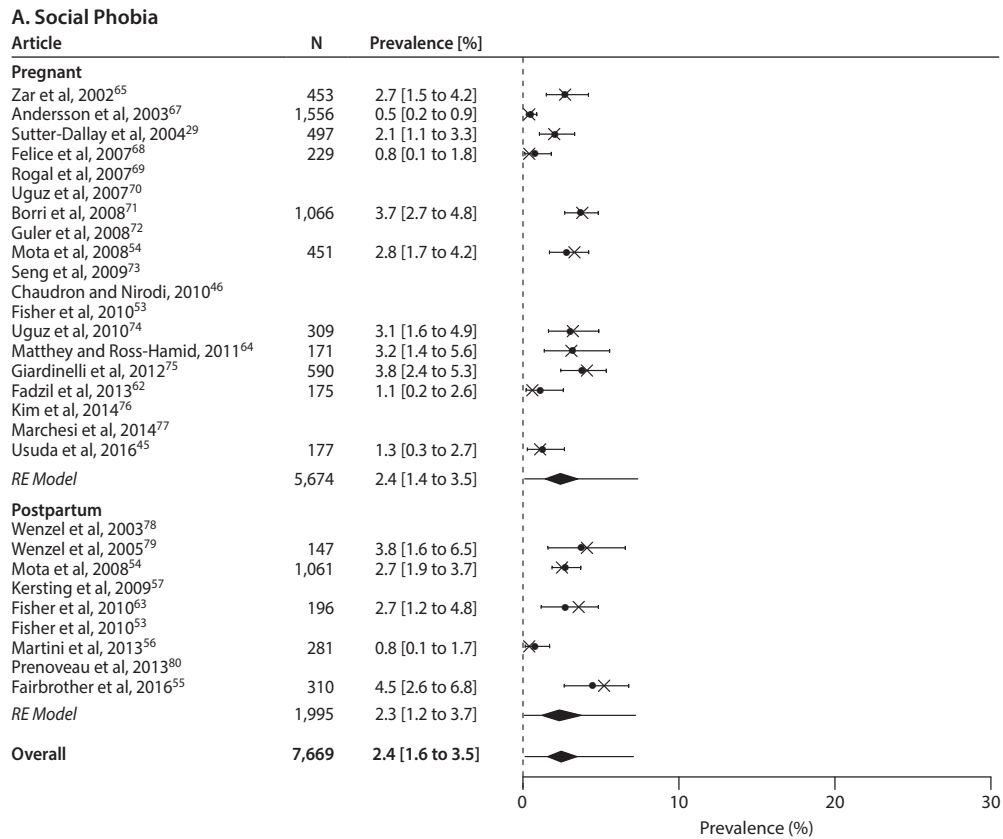 A. Social Phobia
Article N Prevalence [%]
Pregnant
Zar et al, 2002⁶⁵ 453 2.7 [1.5 to 4.2]
Andersson et al, 2003⁶⁷ 1,556 0.5 [0.2 to 0.9]
Sutter-Dallay et al, 2004²⁹ 497 2.1 [1.1 to 3.3]
Felice et al, 2007⁶⁸ 229 0.8 [0.1 to 1.8]
Rogal et al, 2007⁶⁹
Uguz et al, 2007⁷⁰
Borri et al, 2008⁷¹ 1,066 3.7 [2.7 to 4.8]
Guler et al, 2008⁷²
Mota et al, 2008⁵⁴ 451 2.8 [1.7 to 4.2]
Seng et al, 2009⁷³
Chaudron and Nirodi, 2010⁴⁶
Fisher et al, 2010⁵³
Uguz et al, 2010⁷⁴ 309 3.1 [1.6 to 4.9]
Matthey and Ross-Hamid, 2011⁶⁴ 171 3.2 [1.4 to 5.6]
Giardinelli et al, 2012⁷⁵ 590 3.8 [2.4 to 5.3]
Fadzil et al, 2013⁶² 175 1.1 [0.2 to 2.6]
Kim et al, 2014⁷⁶
Marchesi et al, 2014⁷⁷
Usuda et al, 2016⁴⁵ 177 1.3 [0.3 to 2.7]
RE Model 5,674 2.4 [1.4 to 3.5]
Postpartum
Wenzel et al, 2003⁷⁸
Wenzel et al, 2005⁷⁹ 147 3.8 [1.6 to 6.5]
Mota et al, 2008⁵⁴ 1,061 2.7 [1.9 to 3.7]
Kersting et al, 2009⁵⁷
Fisher et al, 2010⁶³ 196 2.7 [1.2 to 4.8]
Fisher et al, 2010⁵³
Martini et al, 2013⁵⁶ 281 0.8 [0.1 to 1.7]
Prenoveau et al, 2013⁸⁰
Fairbrother et al, 2016⁵⁵ 310 4.5 [2.6 to 6.8]
RE Model 1,995 2.3 [1.2 to 3.7]
Overall 7,669 2.4 [1.6 to 3.5]
0 10 20 30
Prevalence (%)